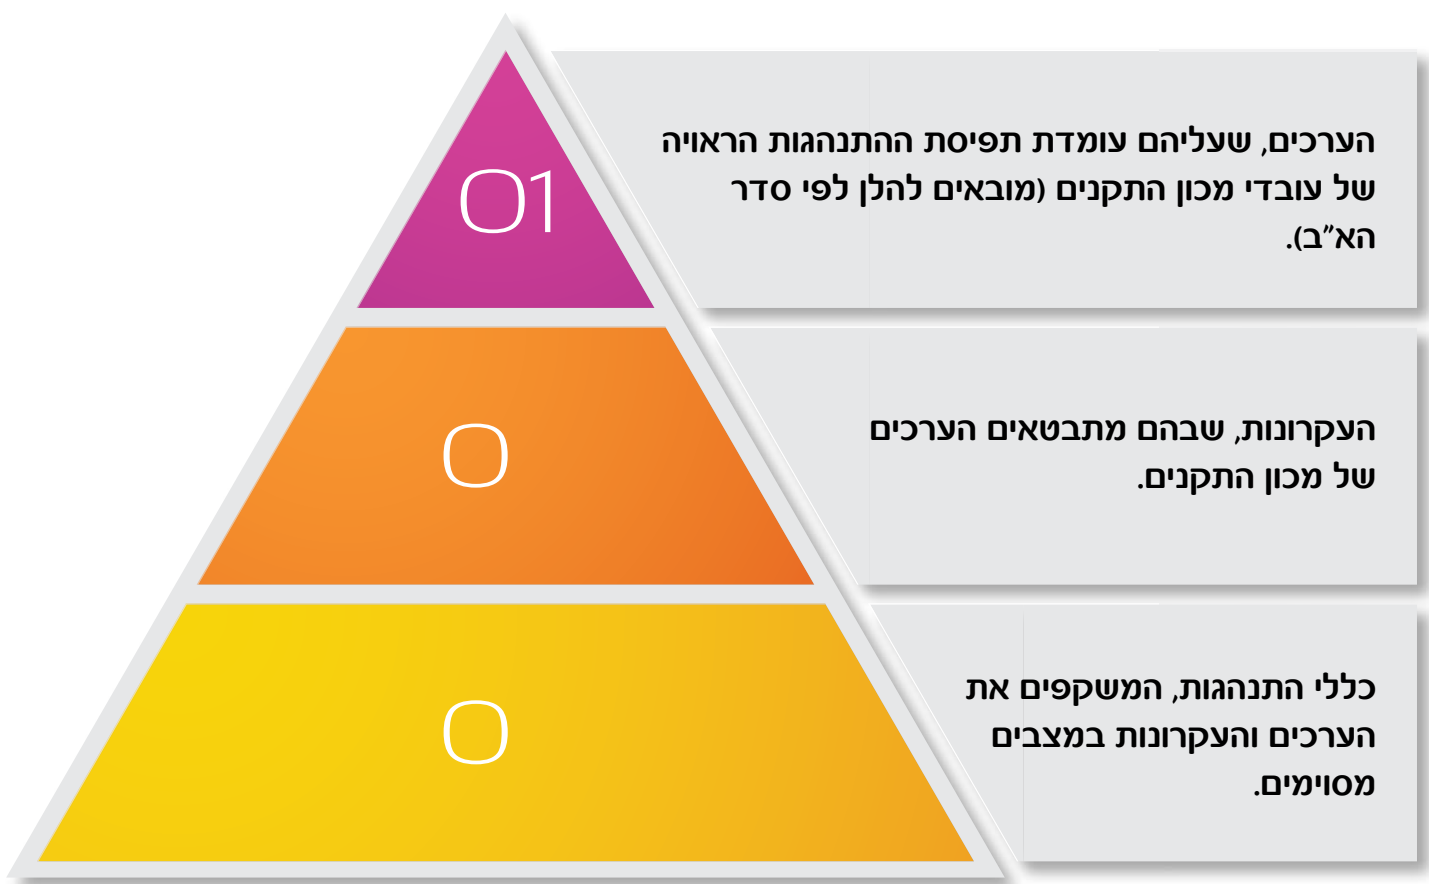 01
הערכים, שעליהם עומדת תפיסת ההתנהגות הראויה
של עובדי מכון התקנים (מובאים להלן לפי סדר
הא"ב).
0
העקרונות, שבהם מתבטאים הערכים
של מכון התקנים.
0
כללי התנהגות, המשקפים את
הערכים והעקרונות במצבים
מסוימים.